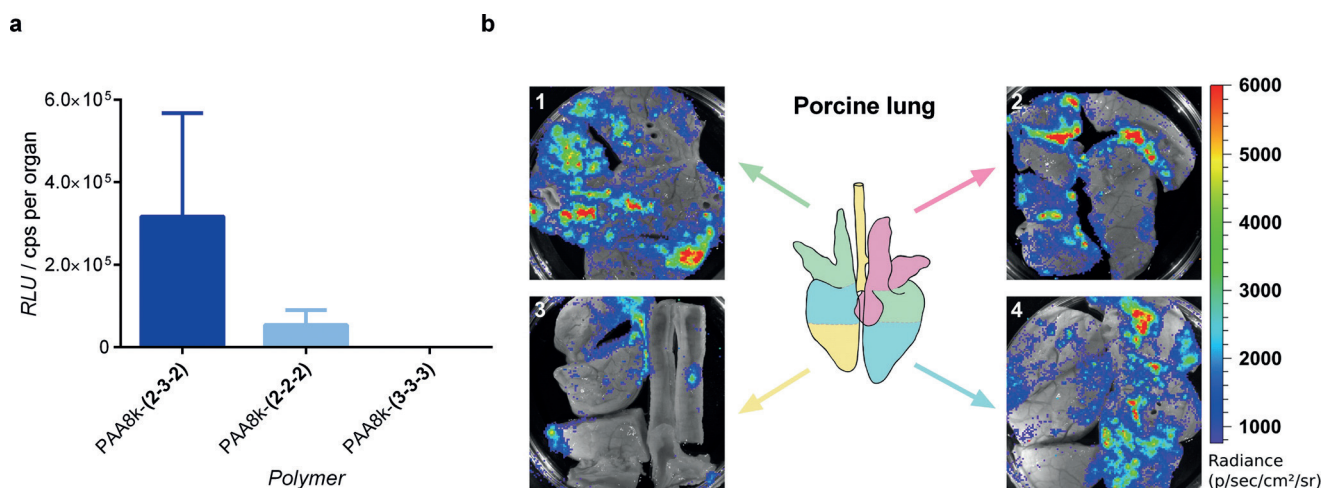 a
b
6.0×10⁵
4.0×10⁵
2.0×10⁵
0
RLU / cps per organ
PAA8k-(2-3-2)
PAA8k-(2-2-2)
PAA8k-(3-3-3)
Polymer
1
Porcine lung
2
3
4
6000
5000
4000
3000
2000
1000
Radiance
(p/sec/cm²/sr)